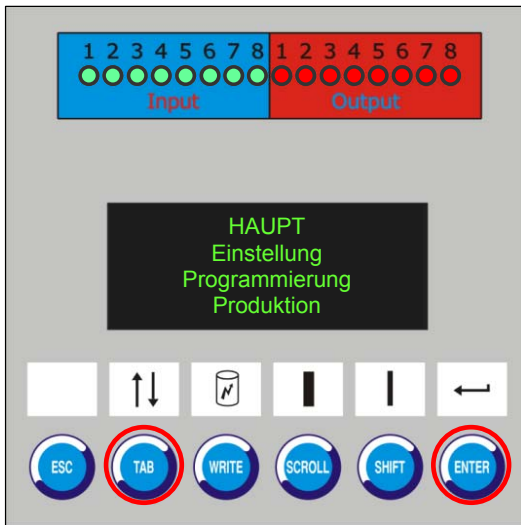 1 2 3 4 5 6 7 8 1 2 3 4 5 6 7 8
Input Output
HAUPT
Einstellung
Programmierung
Produktion
ESC TAB WRITE SCROLL SHIFT ENTER